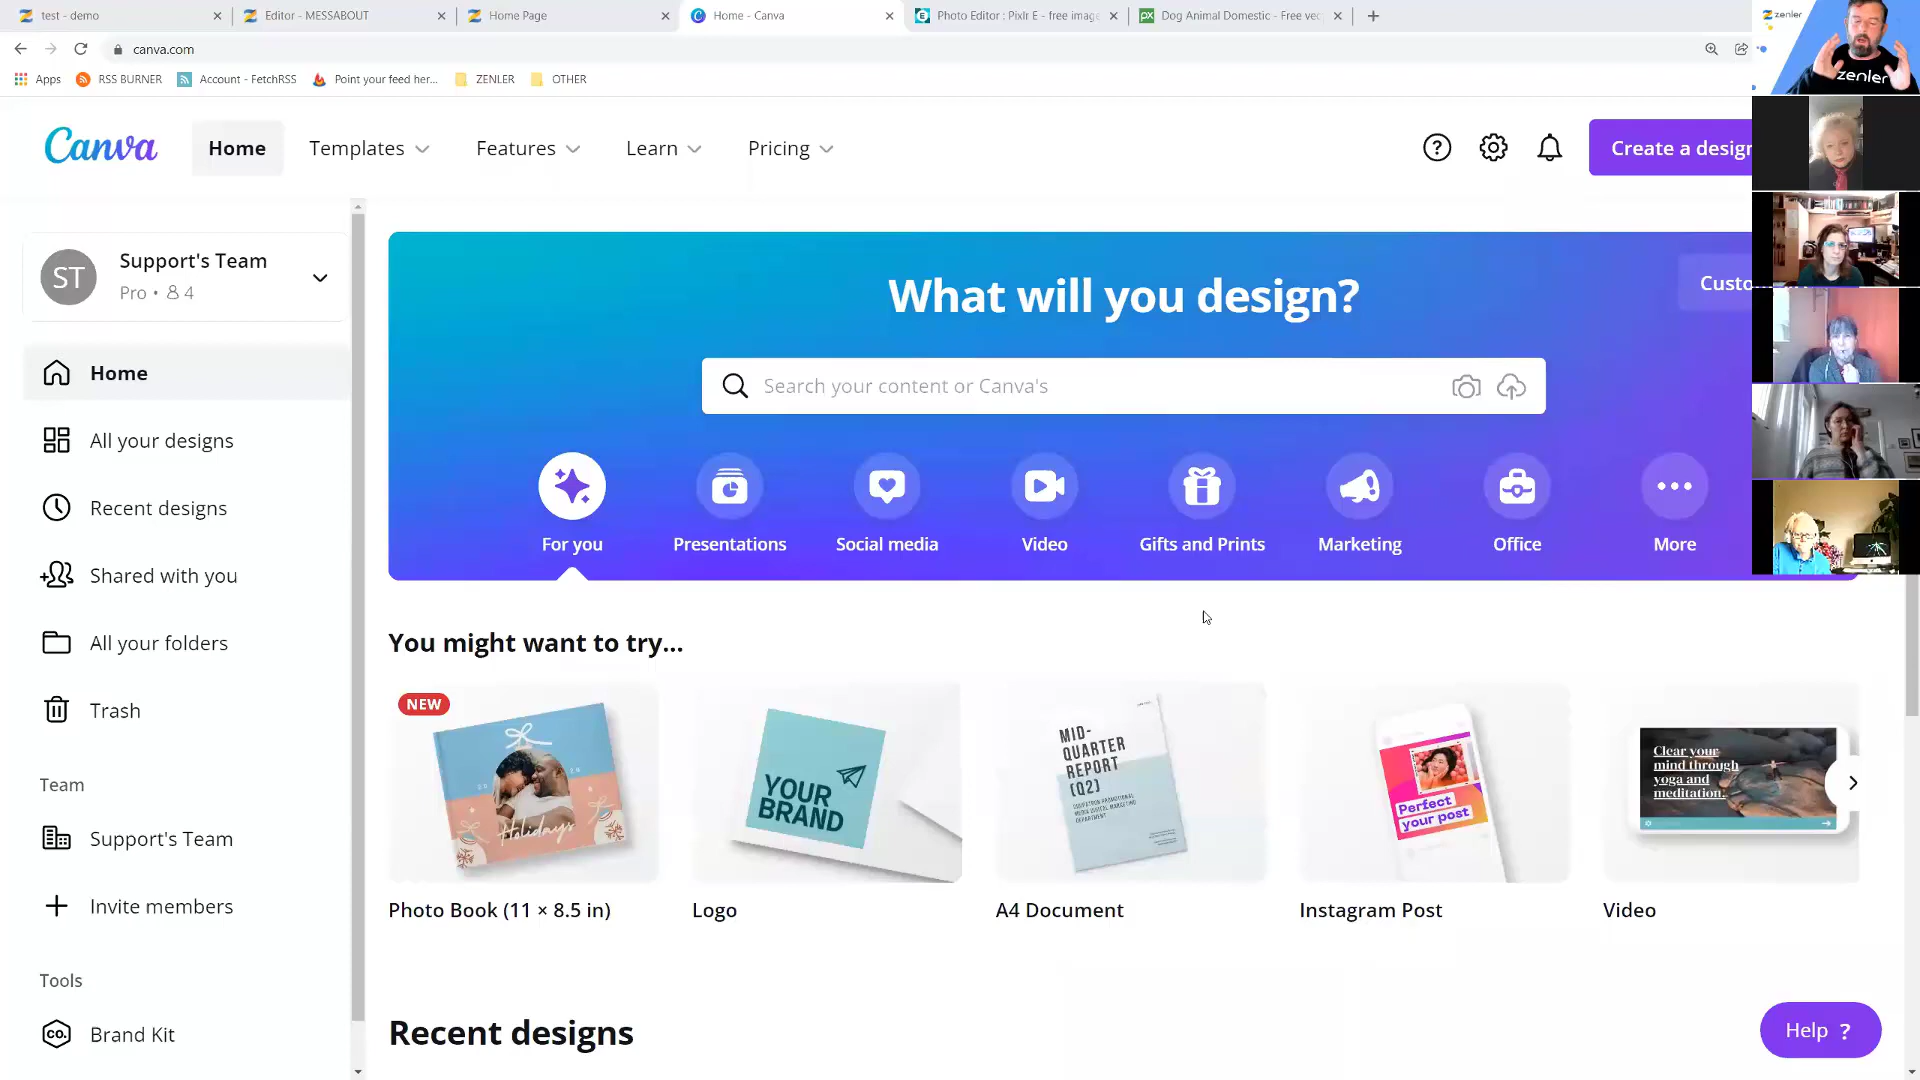 test - demo
Editor - MESSABOUT
Home Page
Home - Canva
Photo Editor : Pixlr E - free imag
Dog Animal Domestic - Free vec
canva.com
Apps
RSS BURNER
Account - FetchRSS
Point your feed her...
ZENLER
OTHER
zenler
zenler
Canva
Home
Templates
Features
Learn
Pricing
Create a design
ST
Support's Team
Pro • 4
Home
All your designs
Recent designs
Shared with you
All your folders
Trash
Team
Support's Team
Invite members
Tools
CO.
Brand Kit
What will you design?
Custo
Search your content or Canva's
For you
Presentations
Social media
Video
Gifts and Prints
Marketing
Office
More
You might want to try...
NEW
Holidays
YOUR
BRAND
MID-
QUARTER
REPORT
(Q2)
Perfect
your post
Clear your
mind through
yoga and
meditation.
Photo Book (11 × 8.5 in)
Logo
A4 Document
Instagram Post
Video
Recent designs
Help ?